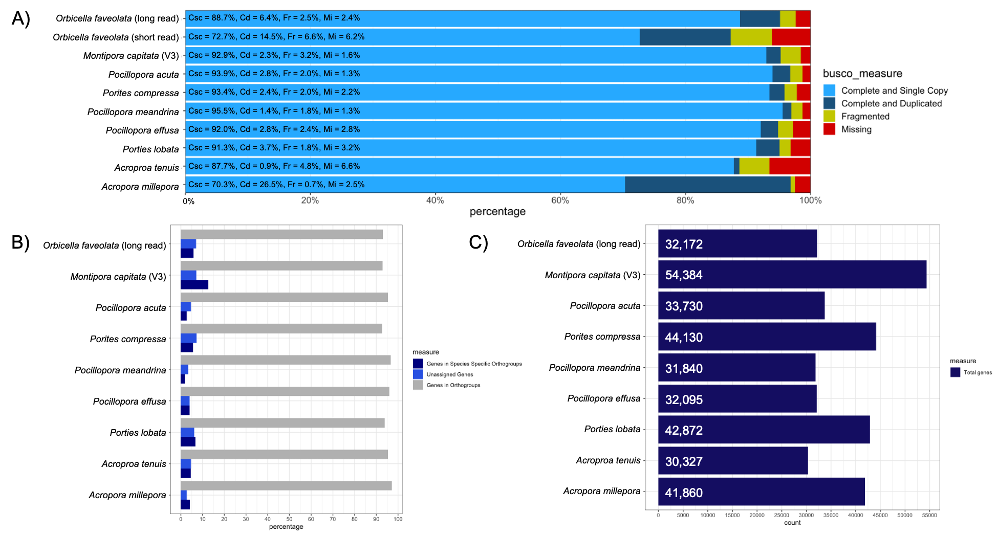 A)
Orbicella faveolata (long read) Csc = 88.7%, Cd = 6.4%, Fr = 2.5%, Mi = 2.4%
Orbicella faveolata (short read) Csc = 72.7%, Cd = 14.5%, Fr = 6.6%, Mi = 6.2%
Montipora capitata (V3) Csc = 92.9%, Cd = 2.3%, Fr = 3.2%, Mi = 1.6%
Pocillopora acuta Csc = 93.9%, Cd = 2.8%, Fr = 2.0%, Mi = 1.3%
Porites compressa Csc = 93.4%, Cd = 2.4%, Fr = 2.0%, Mi = 2.2%
Pocillopora meandrina Csc = 95.5%, Cd = 1.4%, Fr = 1.8%, Mi = 1.3%
Pocillopora effusa Csc = 92.0%, Cd = 2.8%, Fr = 2.4%, Mi = 2.8%
Porties lobata Csc = 91.3%, Cd = 3.7%, Fr = 1.8%, Mi = 3.2%
Acroproa tenuis Csc = 87.7%, Cd = 0.9%, Fr = 4.8%, Mi = 6.6%
Acropora millepora Csc = 70.3%, Cd = 26.5%, Fr = 0.7%, Mi = 2.5%
0% 20% 40% 60% 80% 100%
percentage
busco_measure
Complete and Single Copy
Complete and Duplicated
Fragmented
Missing
B)
Orbicella faveolata (long read)
Montipora capitata (V3)
Pocillopora acuta
Porites compressa
Pocillopora meandrina
Pocillopora effusa
Porties lobata
Acroproa tenuis
Acropora millepora
0 10 20 30 40 50 60 70 80 90 100
percentage
measure
Genes in Species Specific Orthogroups
Unassigned Genes
Genes in Orthogroups
C)
Orbicella faveolata (long read) 32,172
Montipora capitata (V3) 54,384
Pocillopora acuta 33,730
Porites compressa 44,130
Pocillopora meandrina 31,840
Pocillopora effusa 32,095
Porties lobata 42,872
Acroproa tenuis 30,327
Acropora millepora 41,860
0 5000 10000 15000 20000 25000 30000 35000 40000 45000 50000 55000
count
measure
Total genes